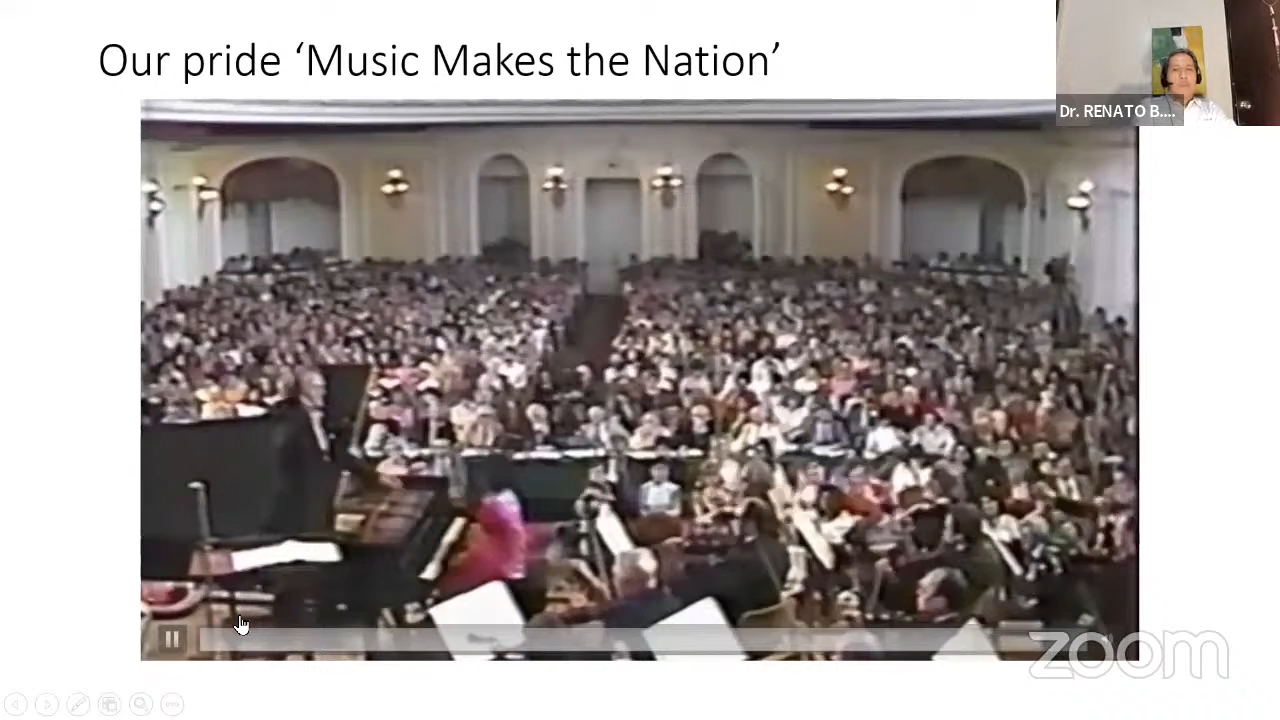 Our pride ‘Music Makes the Nation’
Dr. RENATO B....
zoom